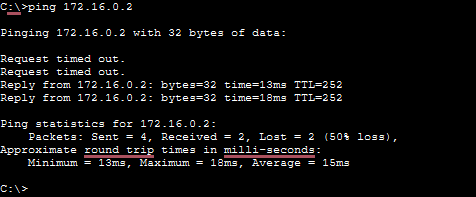 C:\>ping 172.16.0.2
Pinging 172.16.0.2 with 32 bytes of data:
Request timed out.
Request timed out.
Reply from 172.16.0.2: bytes=32 time=13ms TTL=252
Reply from 172.16.0.2: bytes=32 time=18ms TTL=252
Ping statistics for 172.16.0.2:
Packets: Sent = 4, Received = 2, Lost = 2 (50% loss),
Approximate round trip times in milli-seconds:
Minimum = 13ms, Maximum = 18ms, Average = 15ms
C:\>